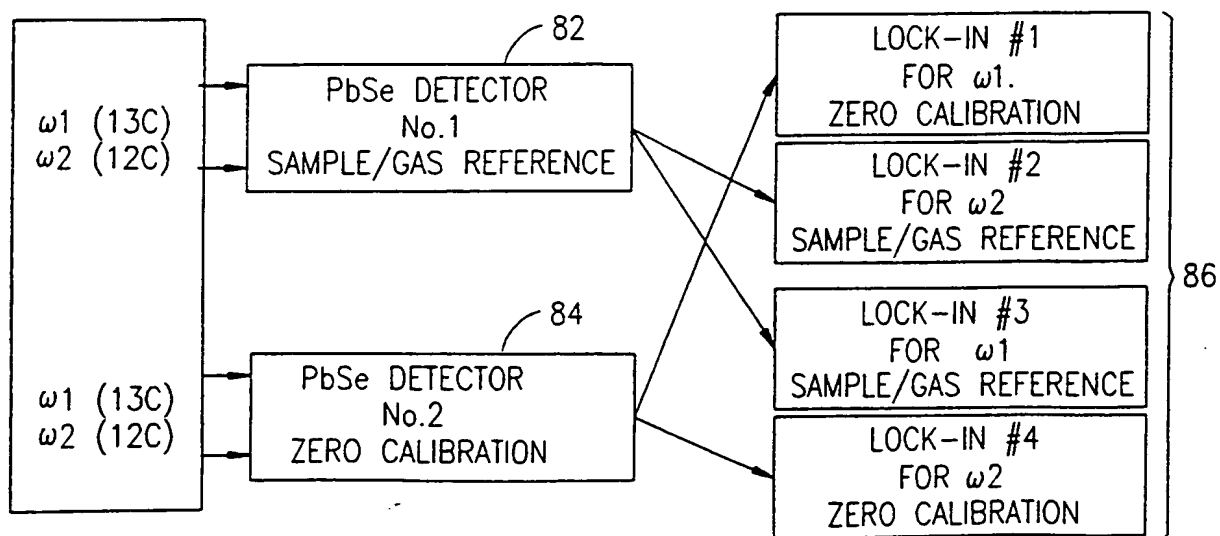 ω1 (13C)
ω2 (12C)
ω1 (13C)
ω2 (12C)
82
PbSe DETECTOR
No.1
SAMPLE/GAS REFERENCE
84
PbSe DETECTOR
No.2
ZERO CALIBRATION
LOCK-IN #1
FOR ω1.
ZERO CALIBRATION
LOCK-IN #2
FOR ω2
SAMPLE/GAS REFERENCE
LOCK-IN #3
FOR ω1
SAMPLE/GAS REFERENCE
LOCK-IN #4
FOR ω2
ZERO CALIBRATION
86